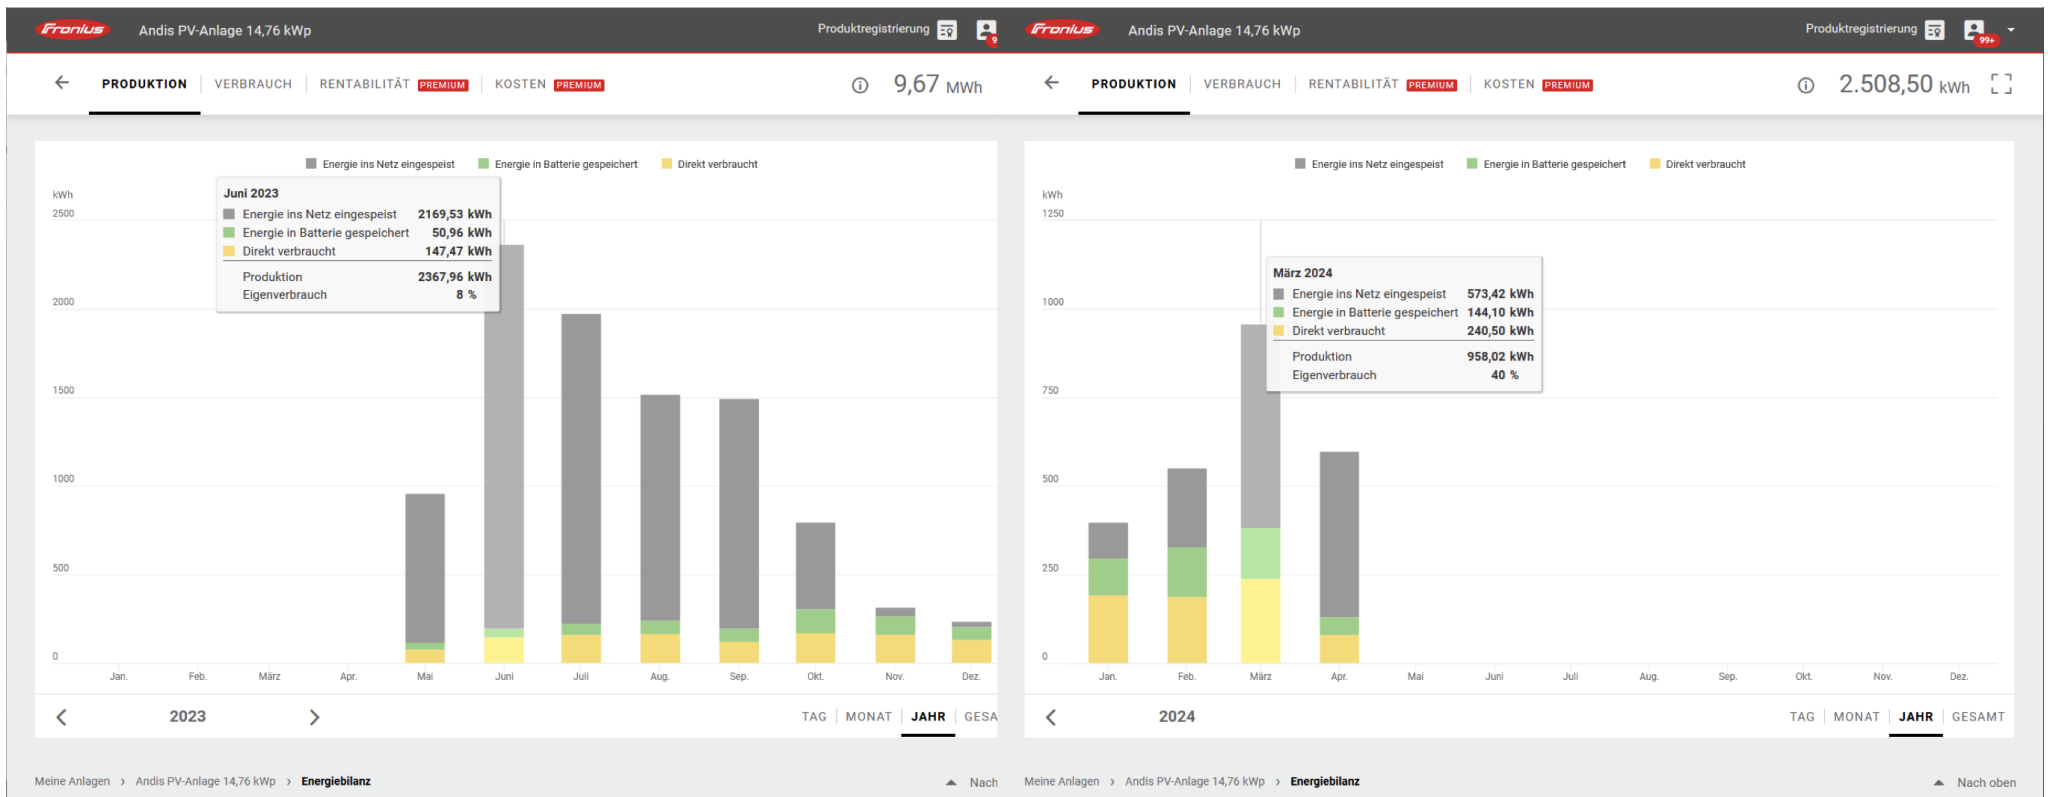 Fronius
Andis PV-Anlage 14,76 kWp
Produktregistrierung
9
PRODUKTION
VERBRAUCH
RENTABILITÄT PREMIUM
KOSTEN PREMIUM
9,67 MWh
Energie ins Netz eingespeist
Energie in Batterie gespeichert
Direkt verbraucht
kWh
2500
2000
1500
1000
500
0
Juni 2023
Energie ins Netz eingespeist 2169,53 kWh
Energie in Batterie gespeichert 50,96 kWh
Direkt verbraucht 147,47 kWh
Produktion 2367,96 kWh
Eigenverbrauch 8 %
Jan. Feb. März Apr. Mai Juni Juli Aug. Sep. Okt. Nov. Dez.
2023
TAG MONAT JAHR GESA
Meine Anlagen > Andis PV-Anlage 14,76 kWp > Energiebilanz
Nach
Fronius
Andis PV-Anlage 14,76 kWp
Produktregistrierung
99+
PRODUKTION
VERBRAUCH
RENTABILITÄT PREMIUM
KOSTEN PREMIUM
2.508,50 kWh
Energie ins Netz eingespeist
Energie in Batterie gespeichert
Direkt verbraucht
kWh
1250
1000
750
500
250
0
März 2024
Energie ins Netz eingespeist 573,42 kWh
Energie in Batterie gespeichert 144,10 kWh
Direkt verbraucht 240,50 kWh
Produktion 958,02 kWh
Eigenverbrauch 40 %
Jan. Feb. März Apr. Mai Juni Juli Aug. Sep. Okt. Nov. Dez.
2024
TAG MONAT JAHR GESAMT
Meine Anlagen > Andis PV-Anlage 14,76 kWp > Energiebilanz
Nach oben